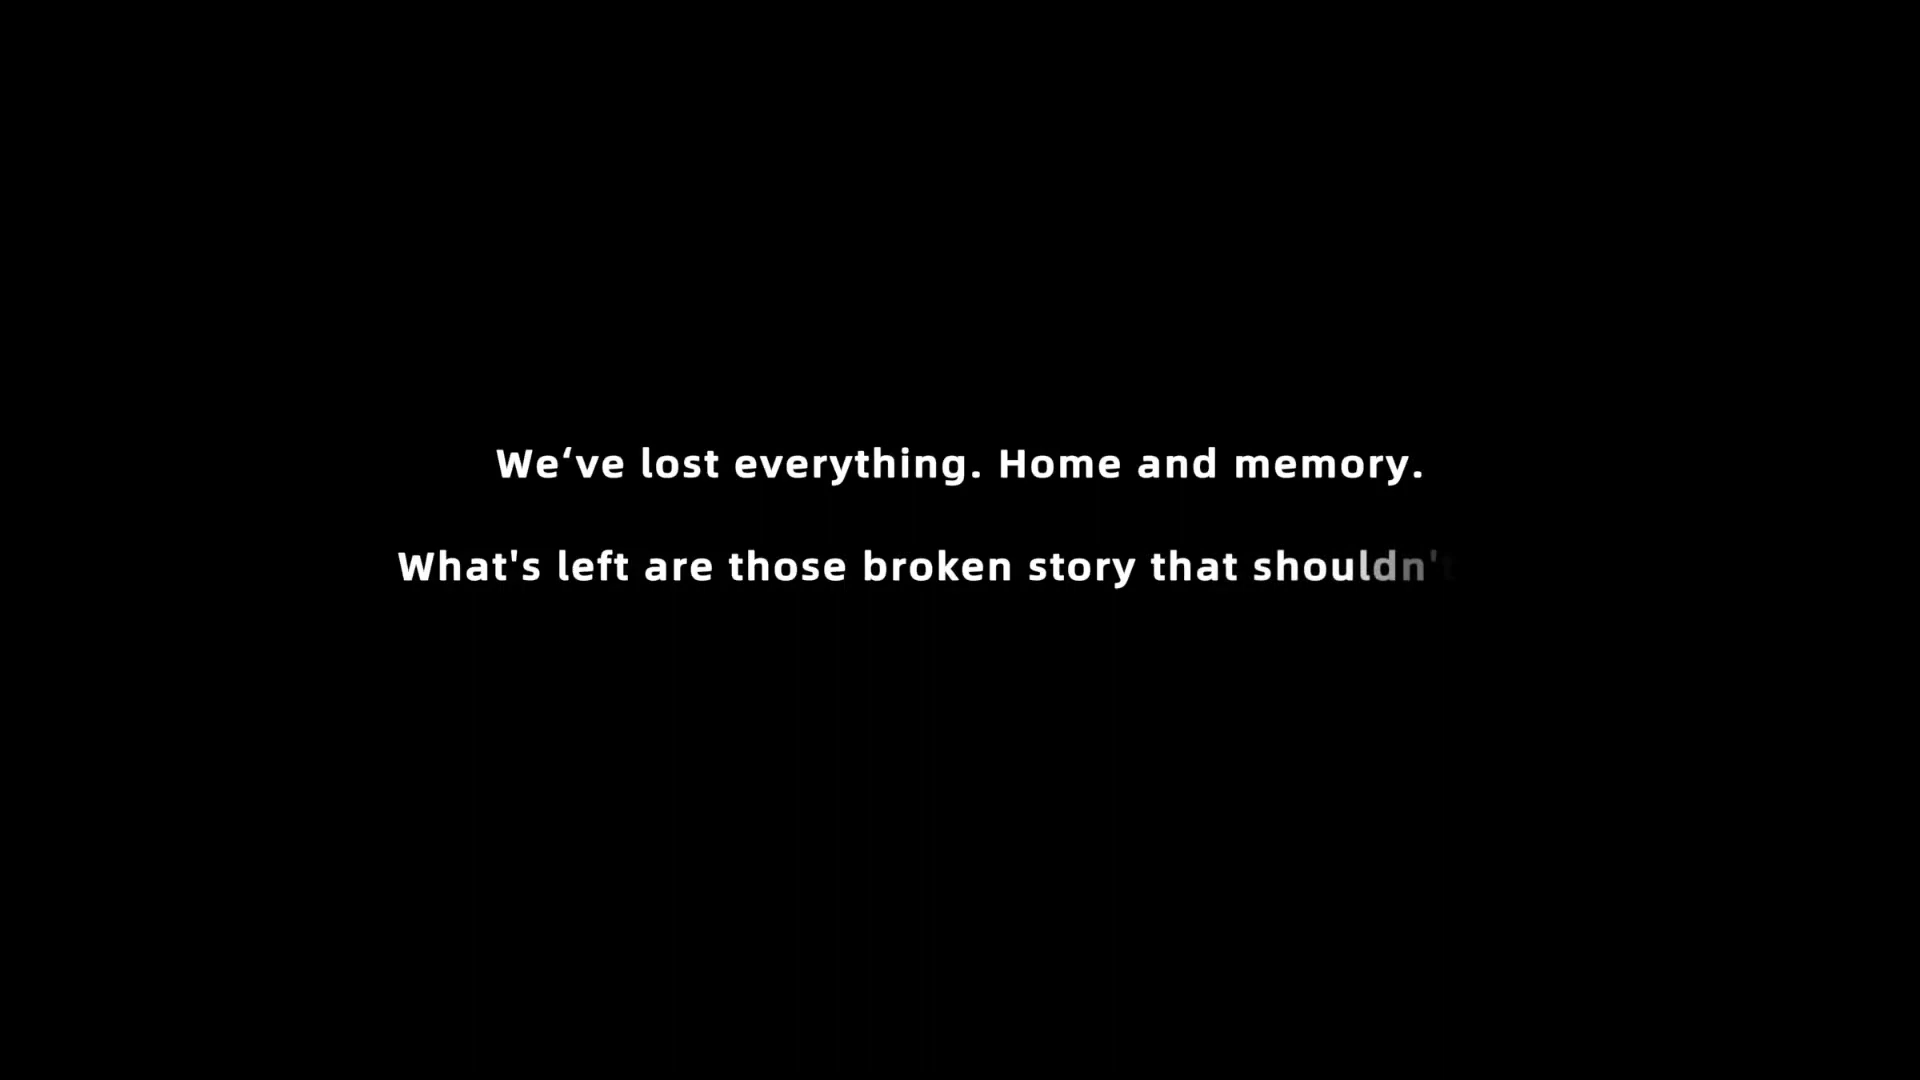 We‘ve lost everything. Home and memory.
What's left are those broken story that shouldn't